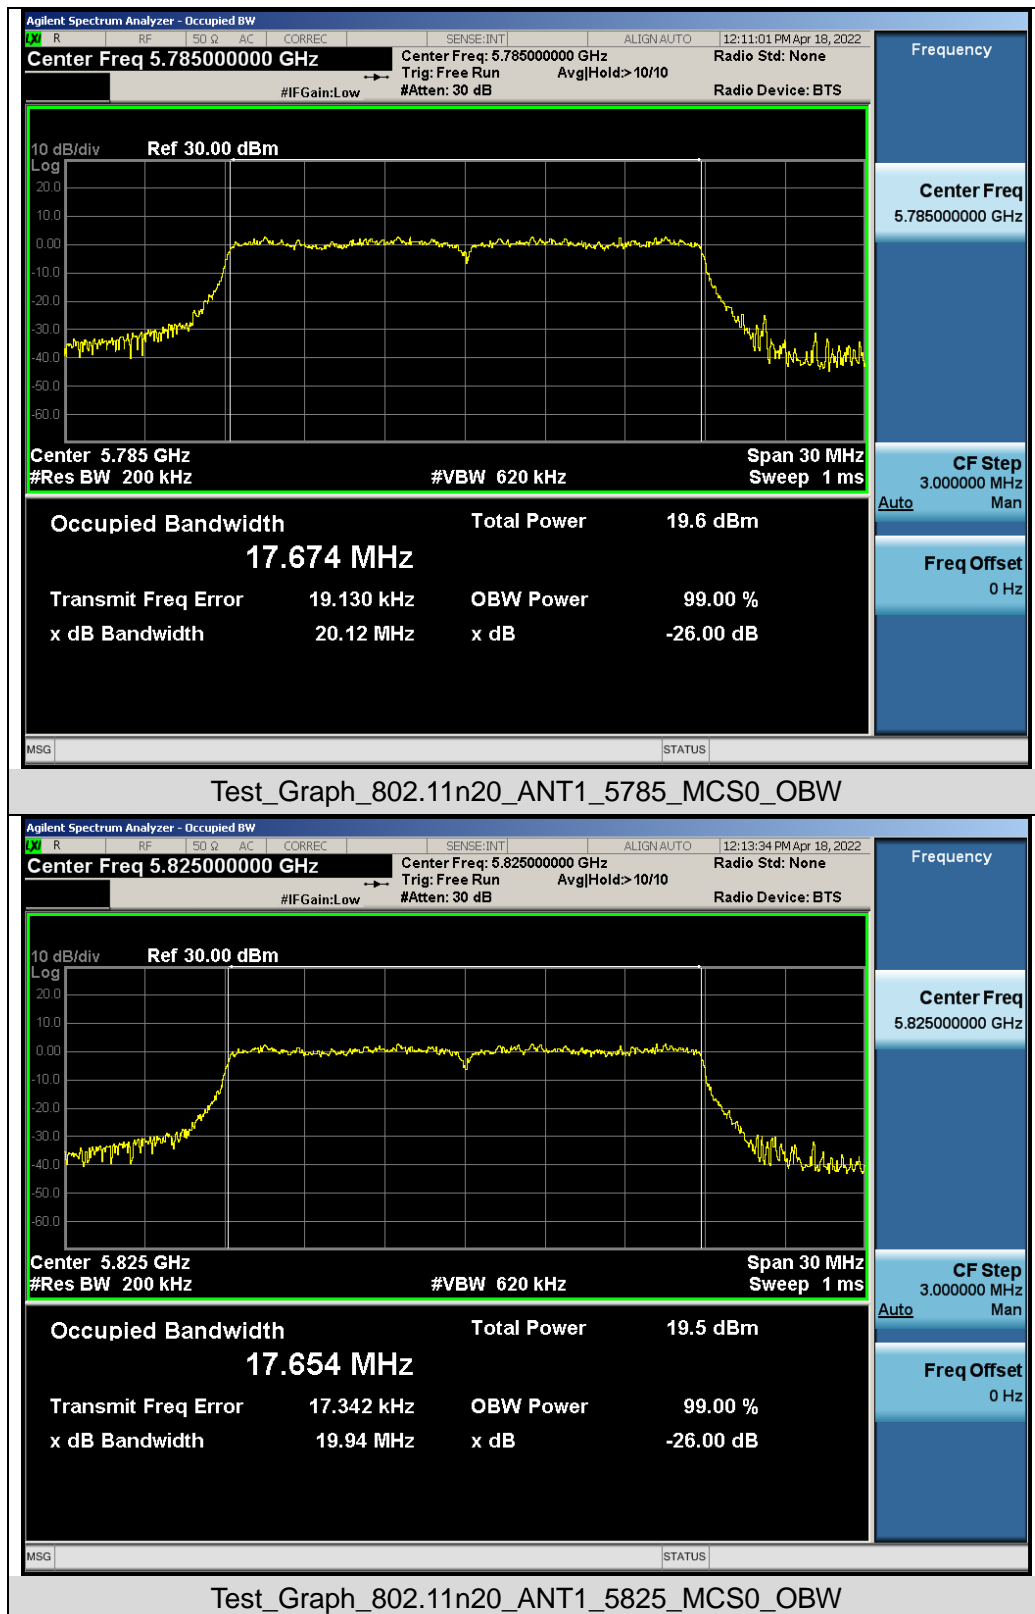 Agilent Spectrum Analyzer - Occupied BW
LXI R RF 50 Ω AC CORREC SENSE:INT ALIGN AUTO 12:11:01 PM Apr 18, 2022
Center Freq 5.785000000 GHz Center Freq: 5.785000000 GHz Radio Std: None
Trig: Free Run Avg|Hold:> 10/10
#IFGain:Low #Atten: 30 dB Radio Device: BTS
Frequency
10 dB/div Ref 30.00 dBm
Log
20.0
10.0
0.00
-10.0
-20.0
-30.0
-40.0
-50.0
-60.0
Center 5.785 GHz Span 30 MHz
#Res BW 200 kHz #VBW 620 kHz Sweep 1 ms
Center Freq
5.785000000 GHz
CF Step
3.000000 MHz
Auto Man
Freq Offset
0 Hz
Occupied Bandwidth Total Power 19.6 dBm
17.674 MHz
Transmit Freq Error 19.130 kHz OBW Power 99.00 %
x dB Bandwidth 20.12 MHz x dB -26.00 dB
MSG STATUS
Test_Graph_802.11n20_ANT1_5785_MCS0_OBW
Agilent Spectrum Analyzer - Occupied BW
LXI R RF 50 Ω AC CORREC SENSE:INT ALIGN AUTO 12:13:34 PM Apr 18, 2022
Center Freq 5.825000000 GHz Center Freq: 5.825000000 GHz Radio Std: None
Trig: Free Run Avg|Hold:> 10/10
#IFGain:Low #Atten: 30 dB Radio Device: BTS
Frequency
10 dB/div Ref 30.00 dBm
Log
20.0
10.0
0.00
-10.0
-20.0
-30.0
-40.0
-50.0
-60.0
Center 5.825 GHz Span 30 MHz
#Res BW 200 kHz #VBW 620 kHz Sweep 1 ms
Center Freq
5.825000000 GHz
CF Step
3.000000 MHz
Auto Man
Freq Offset
0 Hz
Occupied Bandwidth Total Power 19.5 dBm
17.654 MHz
Transmit Freq Error 17.342 kHz OBW Power 99.00 %
x dB Bandwidth 19.94 MHz x dB -26.00 dB
MSG STATUS
Test_Graph_802.11n20_ANT1_5825_MCS0_OBW